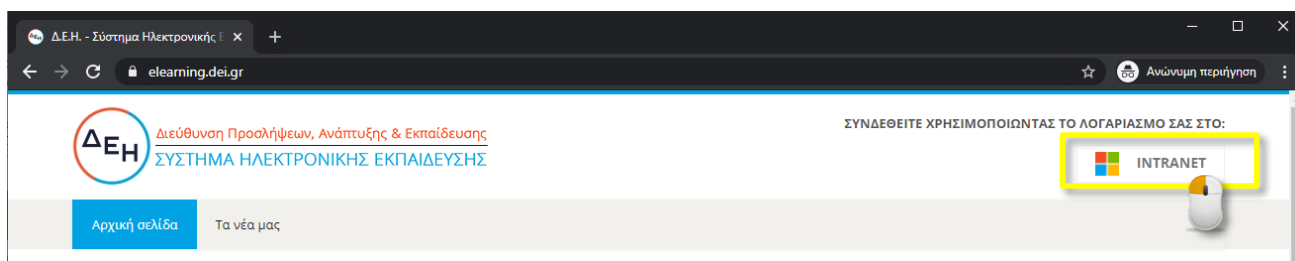 Δ.Ε.Η. - Σύστημα Ηλεκτρονικής Ε
elearning.dei.gr
Ανώνυμη περιήγηση
ΔΕΗ
Διεύθυνση Προσλήψεων, Ανάπτυξης & Εκπαίδευσης
ΣΥΣΤΗΜΑ ΗΛΕΚΤΡΟΝΙΚΗΣ ΕΚΠΑΙΔΕΥΣΗΣ
ΣΥΝΔΕΘΕΙΤΕ ΧΡΗΣΙΜΟΠΟΙΩΝΤΑΣ ΤΟ ΛΟΓΑΡΙΑΣΜΟ ΣΑΣ ΣΤΟ:
INTRANET
Αρχική σελίδα
Τα νέα μας